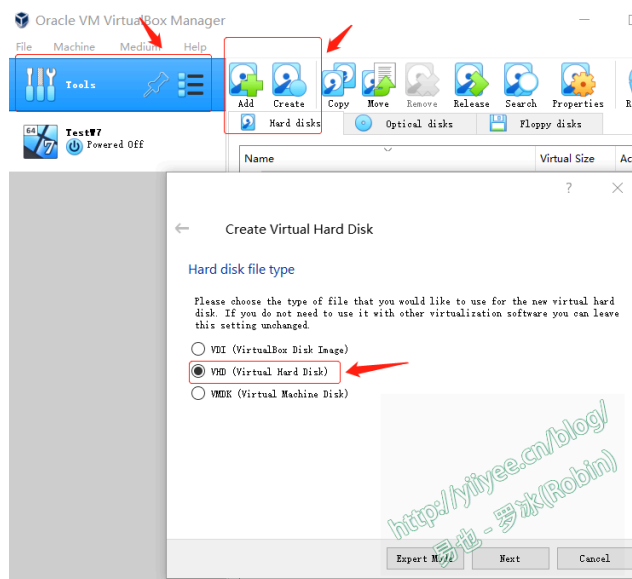 Oracle VM VirtualBox Manager
File Machine Medium Help
Tools
Add Create Copy Move Remove Release Search Properties
Hard disks Optical disks Floppy disks
64
7
TestW7
Powered Off
Name Virtual Size
Create Virtual Hard Disk
Hard disk file type
Please choose the type of file that you would like to use for the new virtual hard
disk. If you do not need to use it with other virtualization software you can leave
this setting unchanged.
VDI (VirtualBox Disk Image)
VHD (Virtual Hard Disk)
VMDK (Virtual Machine Disk)
http://yiiyee.cn/blog/
易也 - 罗冰(Robin)
Expert Mode Next Cancel